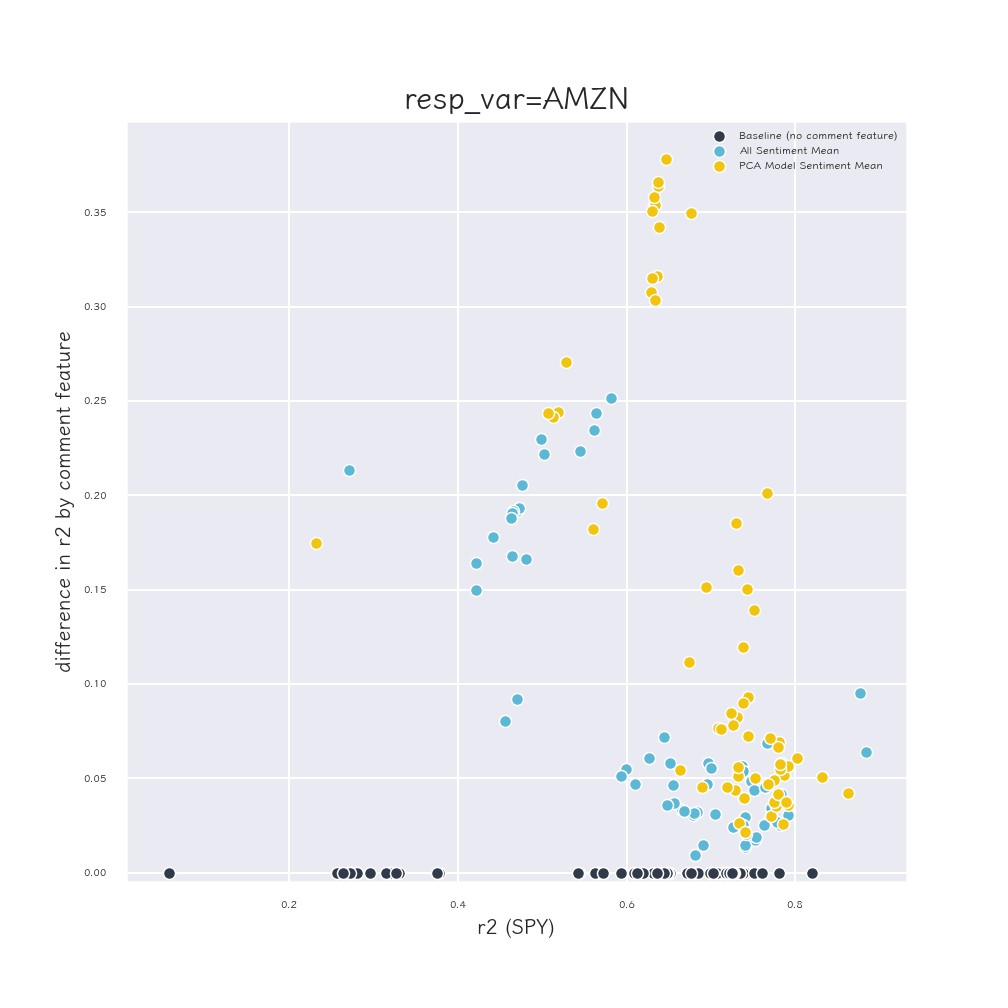 resp_var=AMZN
Baseline (no comment feature)
All Sentiment Mean
PCA Model Sentiment Mean
difference in r2 by comment feature
0.35
0.30
0.25
0.20
0.15
0.10
0.05
0.00
0.2 0.4 0.6 0.8
r2 (SPY)